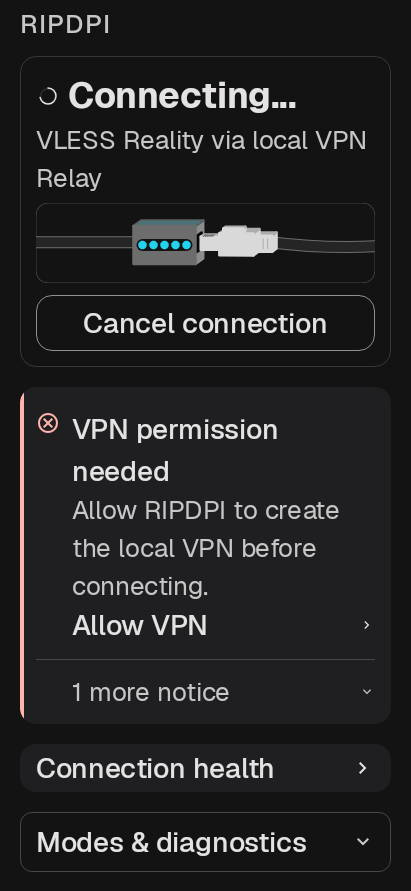 RIPDPI
Connecting...
VLESS Reality via local VPN
Relay
Cancel connection
VPN permission
needed
Allow RIPDPI to create
the local VPN before
connecting.
Allow VPN
1 more notice
Connection health
Modes & diagnostics